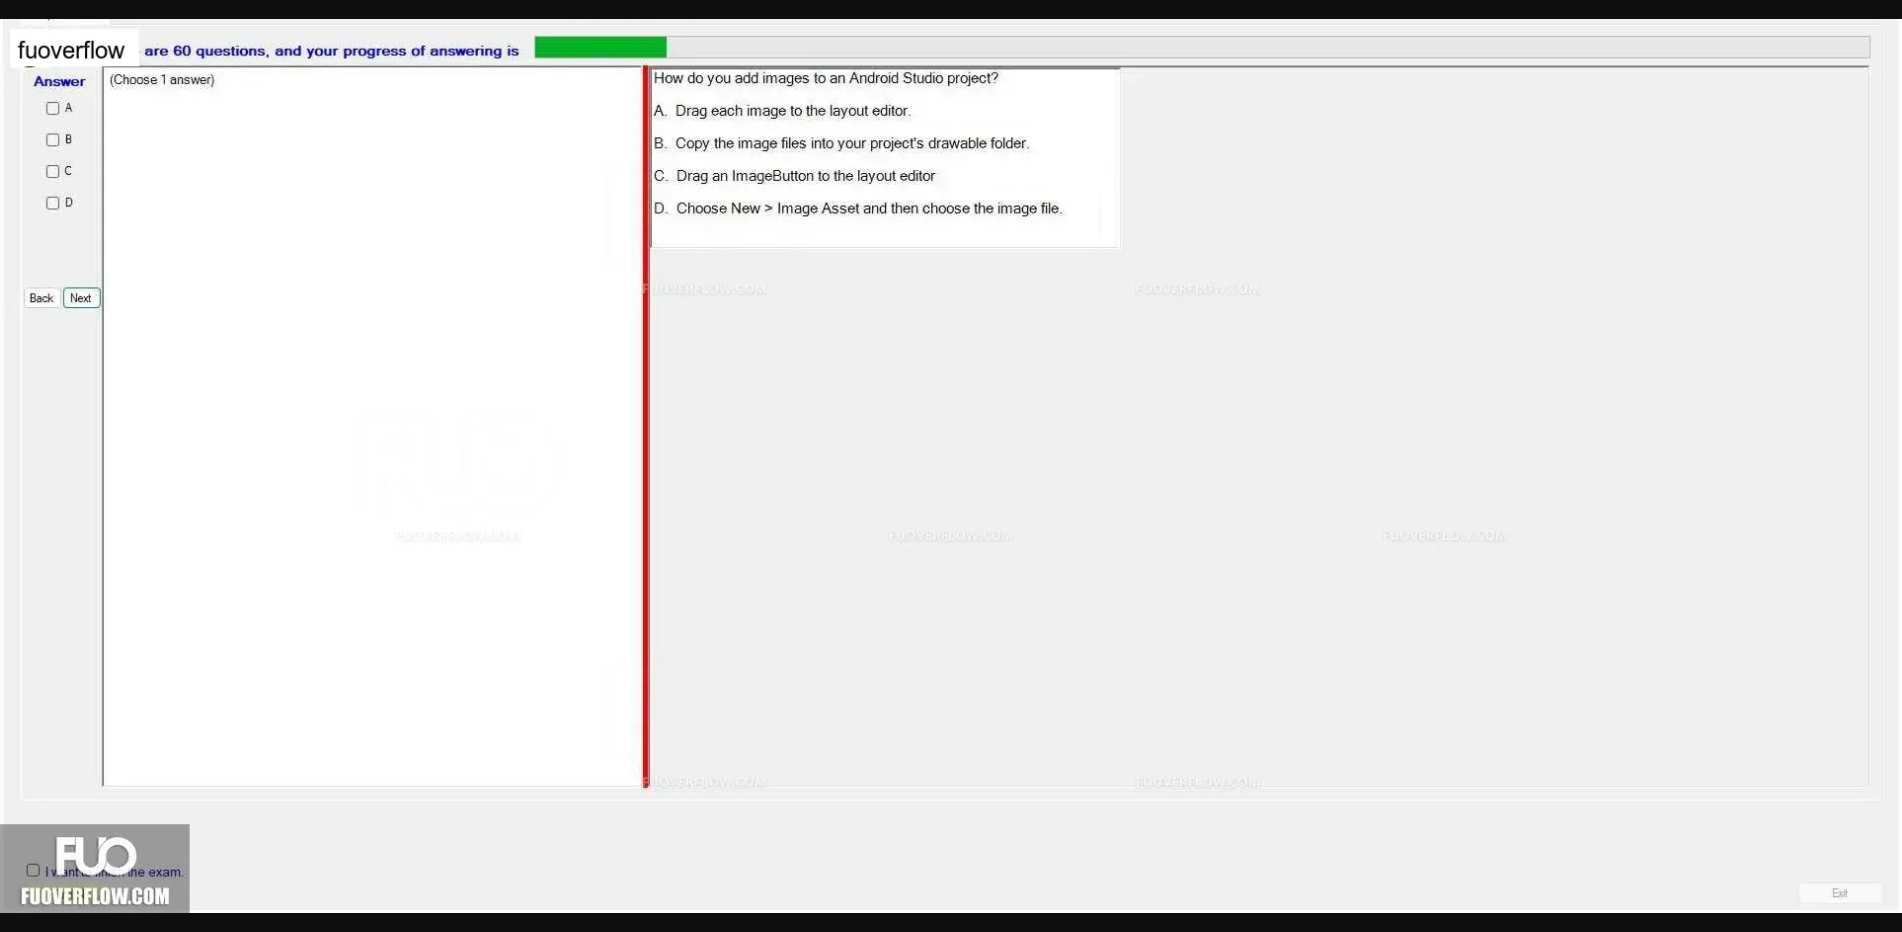 fuoverflow are 60 questions, and your progress of answering is
Answer
(Choose 1 answer)
A
B
C
D
Back Next
How do you add images to an Android Studio project?
A. Drag each image to the layout editor.
B. Copy the image files into your project's drawable folder.
C. Drag an ImageButton to the layout editor
D. Choose New > Image Asset and then choose the image file.
FUOVERFLOW.COM FUOVERFLOW.COM
FUOVERFLOW.COM FUOVERFLOW.COM FUOVERFLOW.COM
FUOVERFLOW.COM FUOVERFLOW.COM
FUO
I want the exam.
FUOVERFLOW.COM
Exit